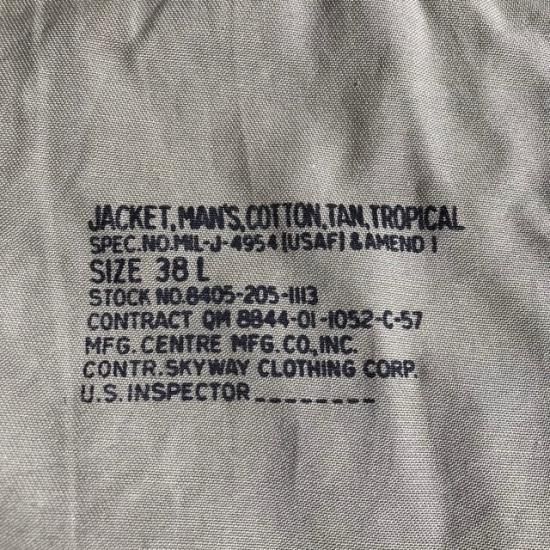 JACKET, MAN'S, COTTON, TAN, TROPICAL
SPEC. NO. MIL-J-4954 (USAF) & AMEND 1
SIZE 38 L
STOCK NO. 8405-205-1113
CONTRACT QM 8844-01-1052-C-57
MFG. CENTRE MFG. CO., INC.
CONTR. SKYWAY CLOTHING CORP.
U.S. INSPECTOR_________